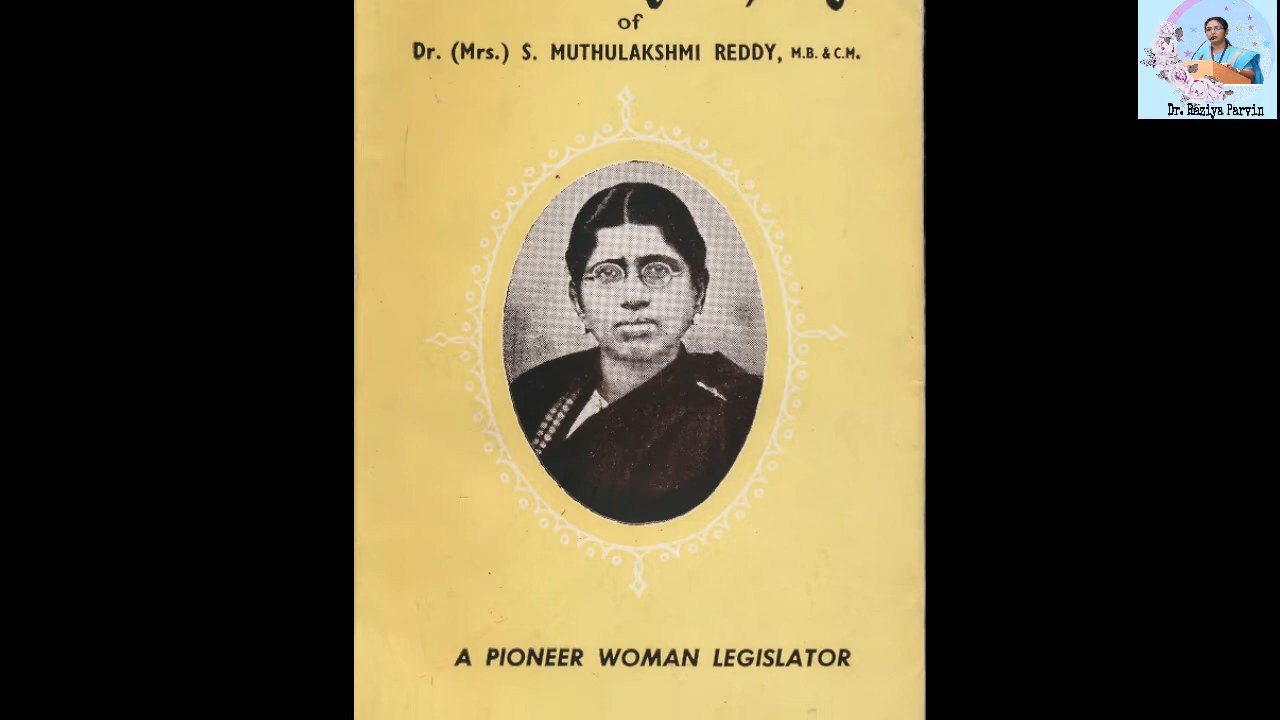 of
Dr. (Mrs.) S. MUTHULAKSHMI REDDY, M.B. & C.M.
A PIONEER WOMAN LEGISLATOR
Dr. Raziya Parvin